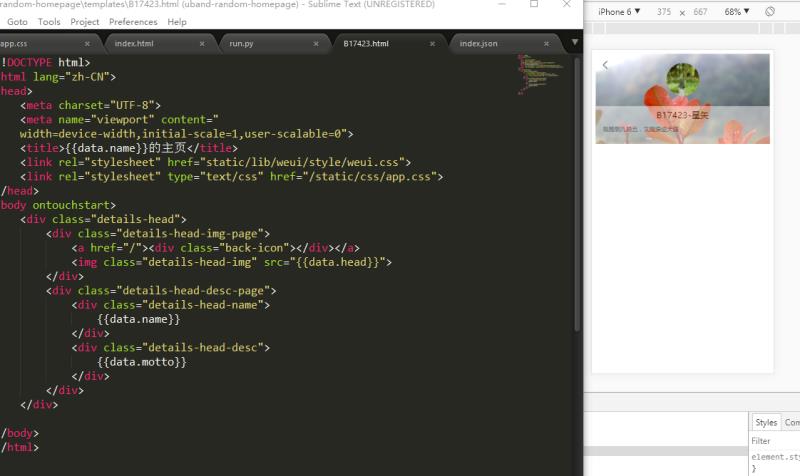 random-homepage\templates\B17423.html (uband-random-homepage) - Sublime Text (UNREGISTERED)
Goto Tools Project Preferences Help
app.css × index.html × run.py × B17423.html × index.json ×
!DOCTYPE html>
html lang="zh-CN">
head>
<meta charset="UTF-8">
<meta name="viewport" content="
width=device-width,initial-scale=1,user-scalable=0">
<title>{{data.name}}的主页</title>
<link rel="stylesheet" href="static/lib/weui/style/weui.css">
<link rel="stylesheet" type="text/css" href="/static/css/app.css">
/head>
body ontouchstart>
<div class="details-head">
<div class="details-head-img-page">
<a href="/"><div class="back-icon"></div></a>
<img class="details-head-img" src="{{data.head}}">
</div>
<div class="details-head-desc-page">
<div class="details-head-name">
{{data.name}}
</div>
<div class="details-head-desc">
{{data.motto}}
</div>
</div>
</div>
/body>
/html>
iPhone 6 ▼ 375 × 667 68% ▼
B17423-星矢
Styles Com
Filter
element.sty
}